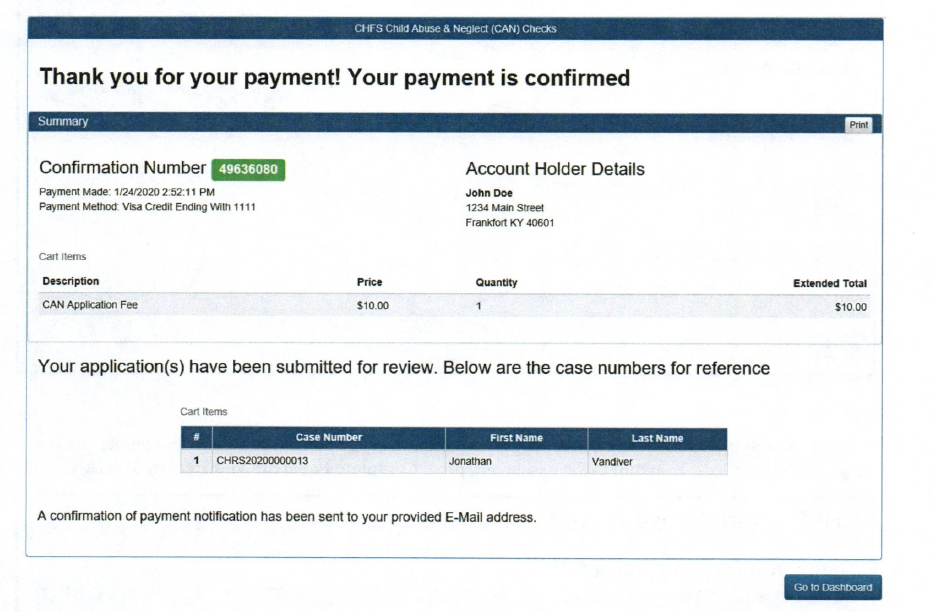 CHFS Child Abuse & Neglect (CAN) Checks
Thank you for your payment! Your payment is confirmed
Summary
Print
Confirmation Number 49636080
Payment Made: 1/24/2020 2:52:11 PM
Payment Method: Visa Credit Ending With 1111
Account Holder Details
John Doe
1234 Main Street
Frankfort KY 40601
Cart Items
Description Price Quantity Extended Total
CAN Application Fee $10.00 1 $10.00
Your application(s) have been submitted for review. Below are the case numbers for reference
Cart Items
# Case Number First Name Last Name
1 CHRS20200000013 Jonathan Vandiver
A confirmation of payment notification has been sent to your provided E-Mail address.
Go to Dashboard